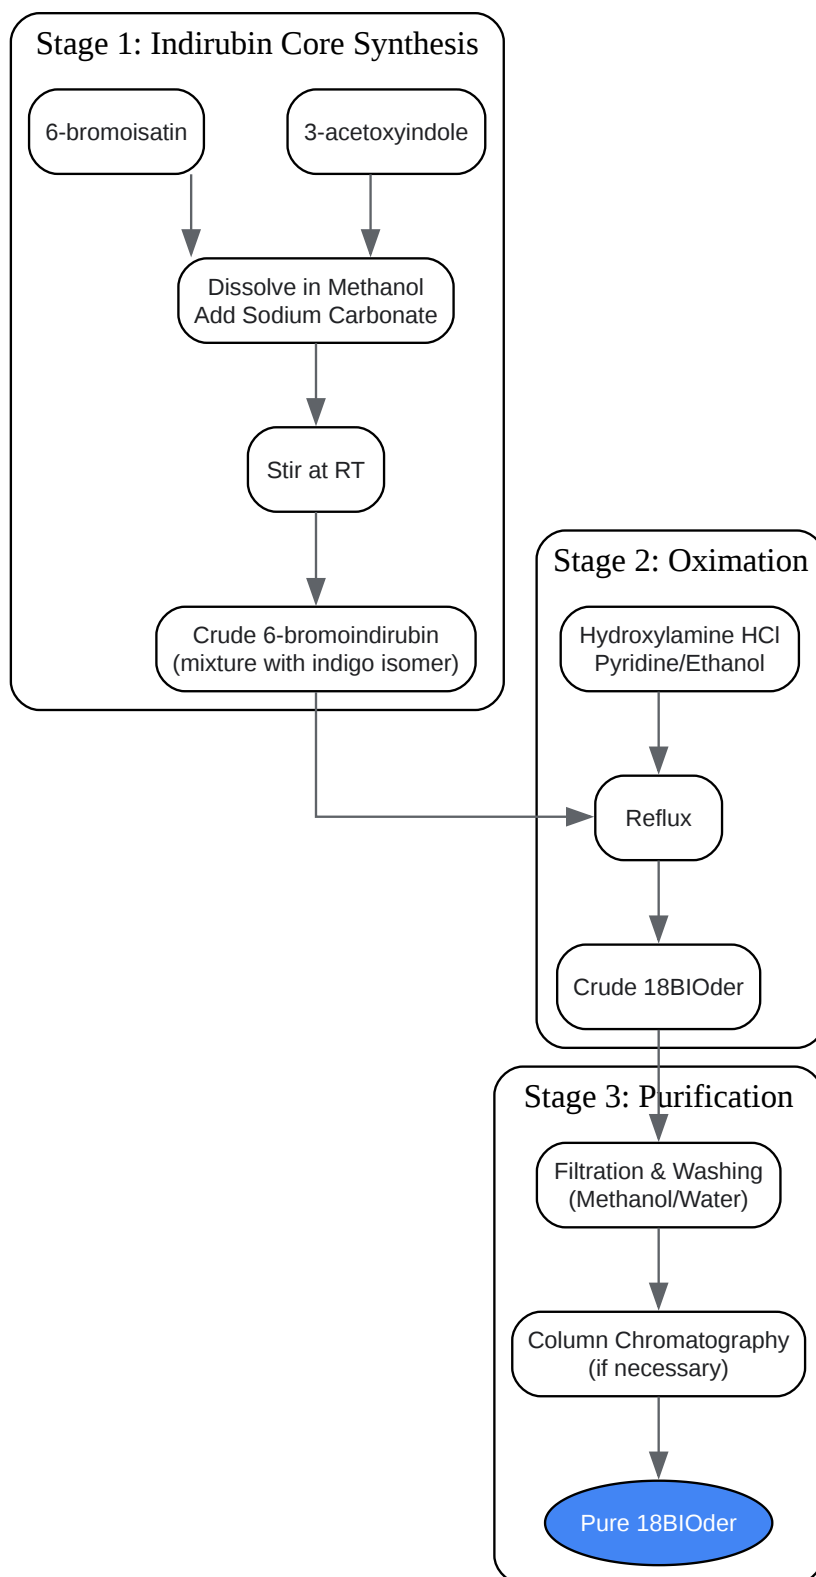 Stage 1: Indirubin Core Synthesis
6-bromoisatin
3-acetoxyindole
Dissolve in Methanol
Add Sodium Carbonate
Stir at RT
Crude 6-bromoindirubin
(mixture with indigo isomer)
Stage 2: Oximation
Hydroxylamine HCl
Pyridine/Ethanol
Reflux
Crude 18BIOder
Stage 3: Purification
Filtration & Washing
(Methanol/Water)
Column Chromatography
(if necessary)
Pure 18BIOder